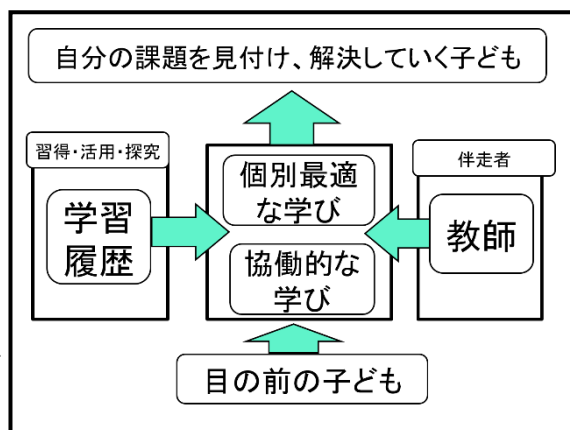 自分の課題を見付け、解決していく子ども
習得・活用・探究
学習
履歴
個別最適
な学び
協働的な
学び
伴走者
教師
目の前の子ども